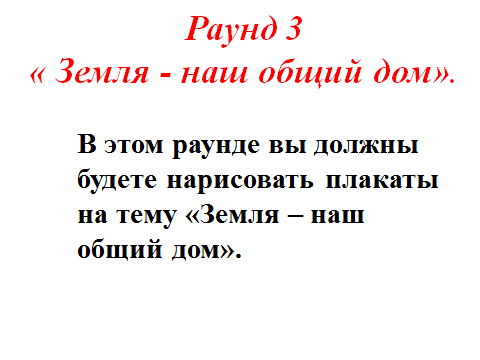 Раунд 3
« Земля - наш общий дом».
В этом раунде вы должны
будете нарисовать плакаты
на тему «Земля – наш
общий дом».